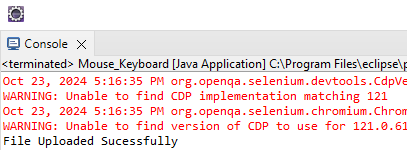 Console
<terminated> Mouse_Keyboard [Java Application] C:\Program Files\eclipse\p
Oct 23, 2024 5:16:35 PM org.openqa.selenium.devtools.CdpVe
WARNING: Unable to find CDP implementation matching 121
Oct 23, 2024 5:16:35 PM org.openqa.selenium.chromium.Chrom
WARNING: Unable to find version of CDP to use for 121.0.61
File Uploaded Sucessfully